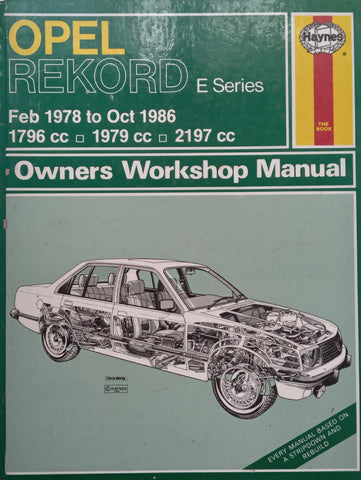 OPEL
REKORD E Series
Haynes
®
THE
BOOK
Feb 1978 to Oct 1986
1796 cc □ 1979 cc □ 2197 cc
Owners Workshop Manual
© HAYNES
EVERY MANUAL BASED ON
A STRIPDOWN AND
REBUILD